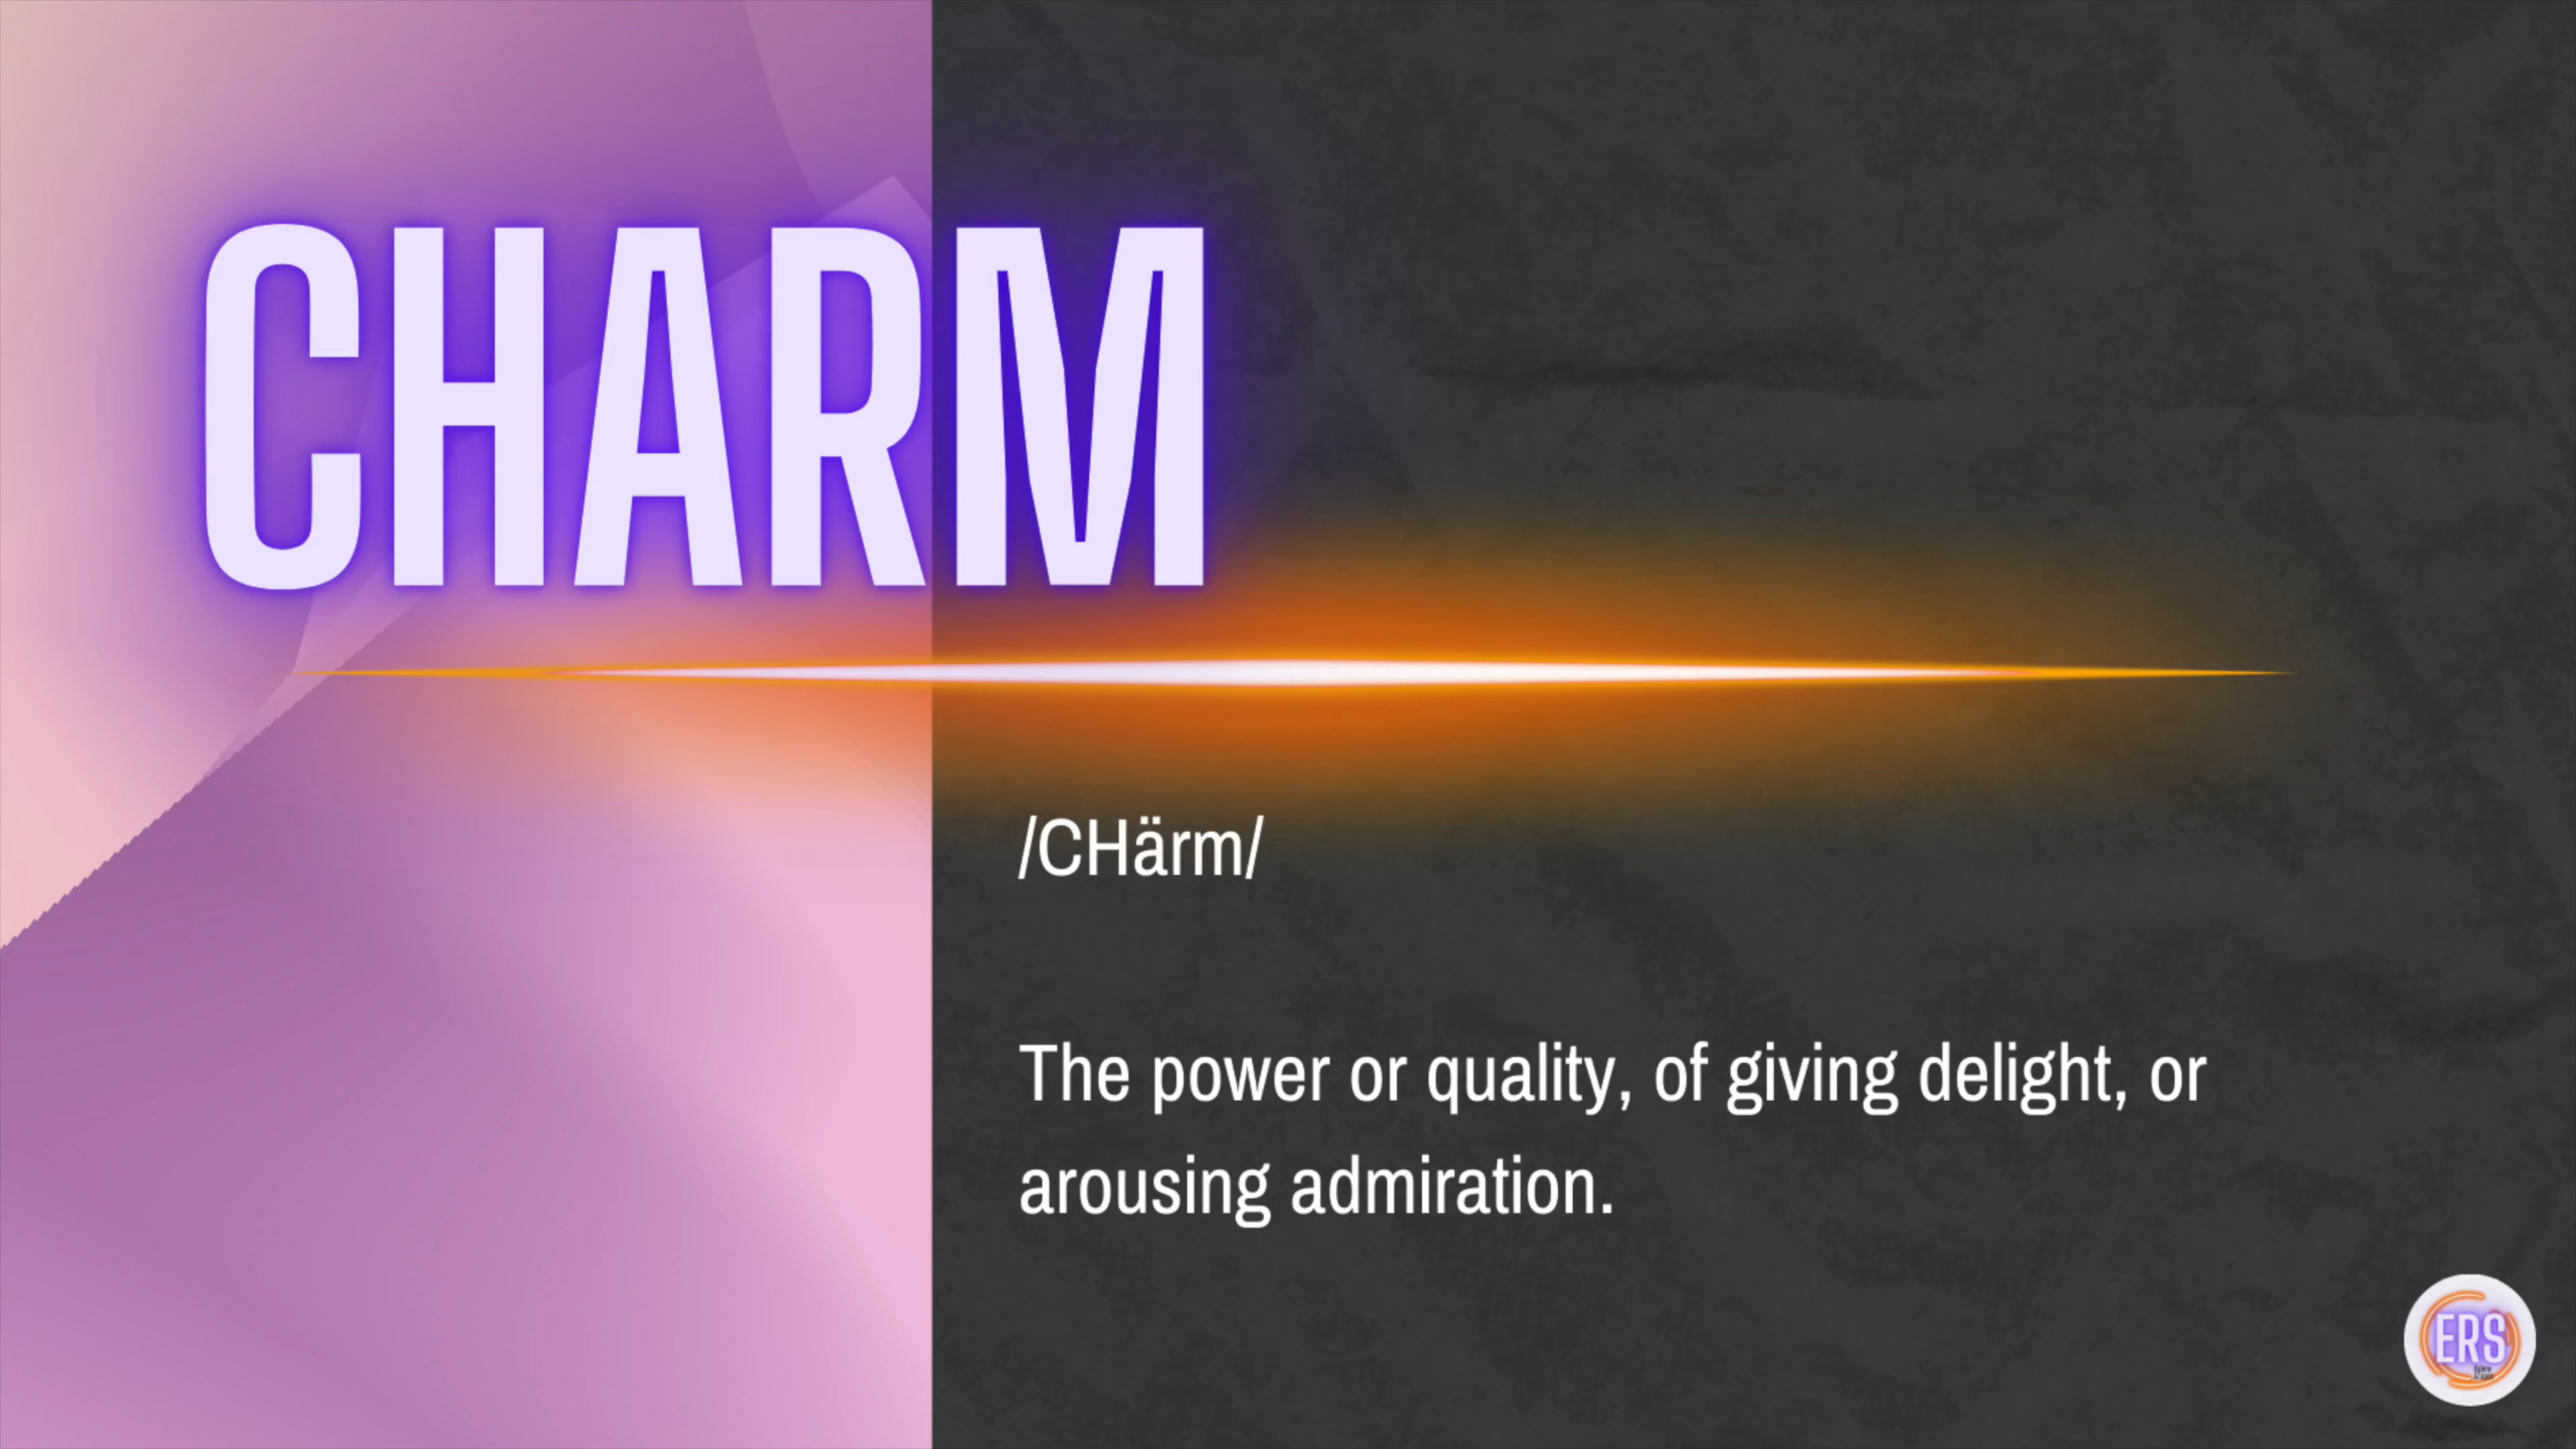 CHARM
/CHärm/
The power or quality, of giving delight, or
arousing admiration.
ERS